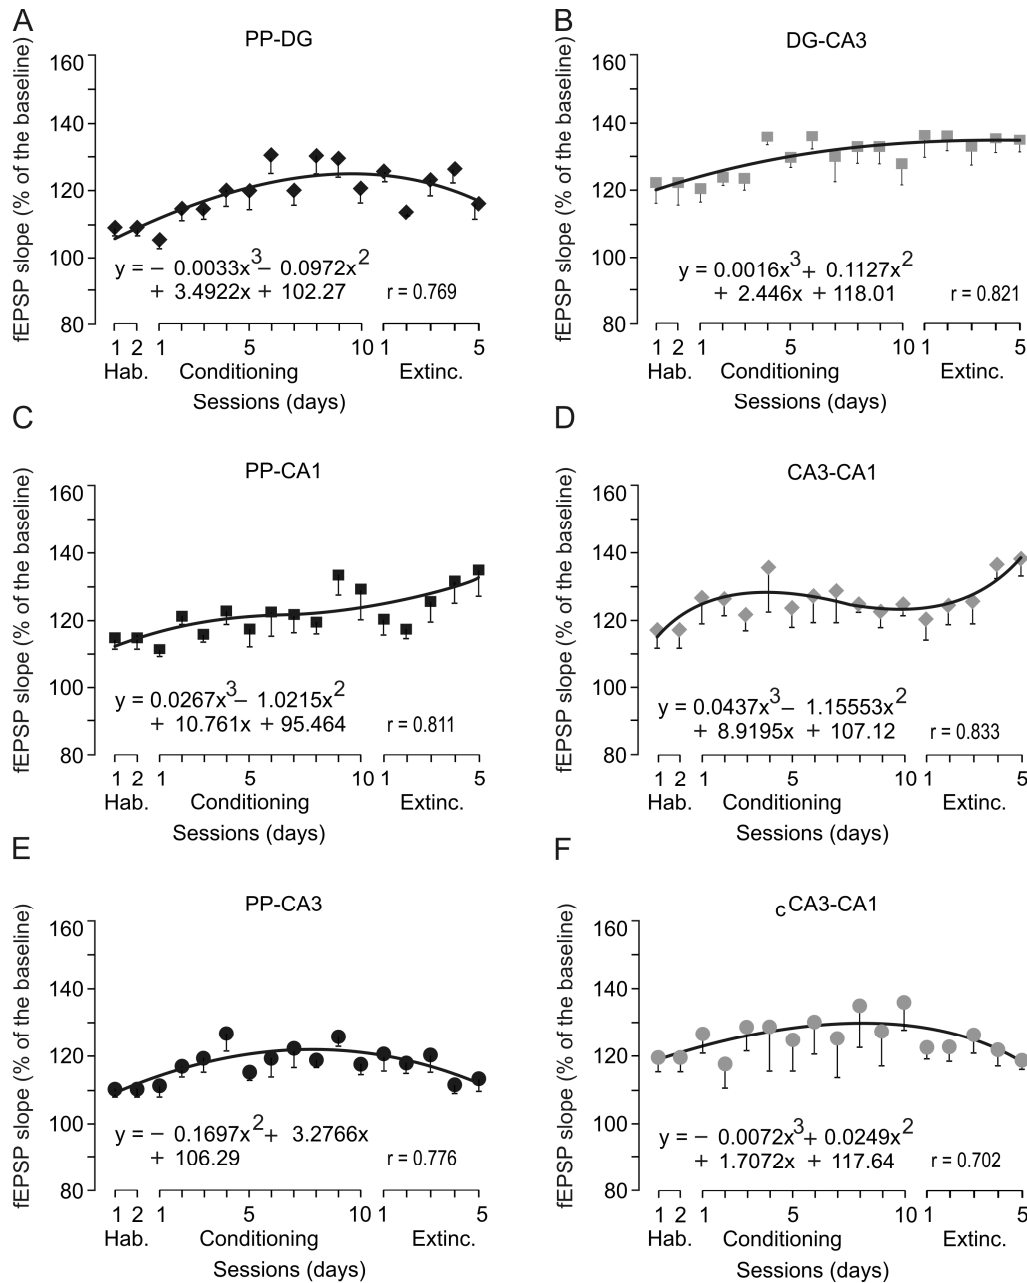 A
PP-DG
fEPSP slope (% of the baseline)
160
140
120
100
80
y = − 0.0033x3− 0.0972x2
+ 3.4922x + 102.27
r = 0.769
1 2 1 5 10 1 5
Hab. Conditioning Extinc.
Sessions (days)
B
DG-CA3
fEPSP slope (% of the baseline)
160
140
120
100
80
y = 0.0016x3+ 0.1127x2
+ 2.446x + 118.01
r = 0.821
1 2 1 5 10 1 5
Hab. Conditioning Extinc.
Sessions (days)
C
PP-CA1
fEPSP slope (% of the baseline)
160
140
120
100
80
y = 0.0267x3− 1.0215x2
+ 10.761x + 95.464
r = 0.811
1 2 1 5 10 1 5
Hab. Conditioning Extinc.
Sessions (days)
D
CA3-CA1
fEPSP slope (% of the baseline)
160
140
120
100
80
y = 0.0437x3− 1.15553x2
+ 8.9195x + 107.12
r = 0.833
1 2 1 5 10 1 5
Hab. Conditioning Extinc.
Sessions (days)
E
PP-CA3
fEPSP slope (% of the baseline)
160
140
120
100
80
y = − 0.1697x2+ 3.2766x
+ 106.29
r = 0.776
1 2 1 5 10 1 5
Hab. Conditioning Extinc.
Sessions (days)
F
cCA3-CA1
fEPSP slope (% of the baseline)
160
140
120
100
80
y = − 0.0072x3+ 0.0249x2
+ 1.7072x + 117.64
r = 0.702
1 2 1 5 10 1 5
Hab. Conditioning Extinc.
Sessions (days)